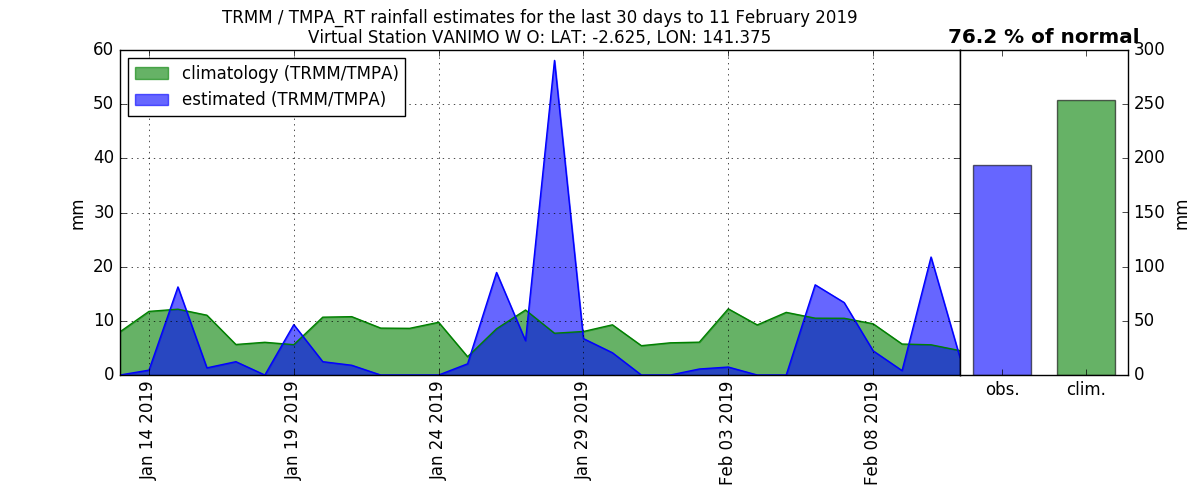 TRMM / TMPA_RT rainfall estimates for the last 30 days to 11 February 2019
Virtual Station VANIMO W O: LAT: -2.625, LON: 141.375
76.2 % of normal
climatology (TRMM/TMPA)
estimated (TRMM/TMPA)
60
50
40
30
20
10
0
mm
Jan 14 2019
Jan 19 2019
Jan 24 2019
Jan 29 2019
Feb 03 2019
Feb 08 2019
obs.
clim.
300
250
200
150
100
50
0
mm